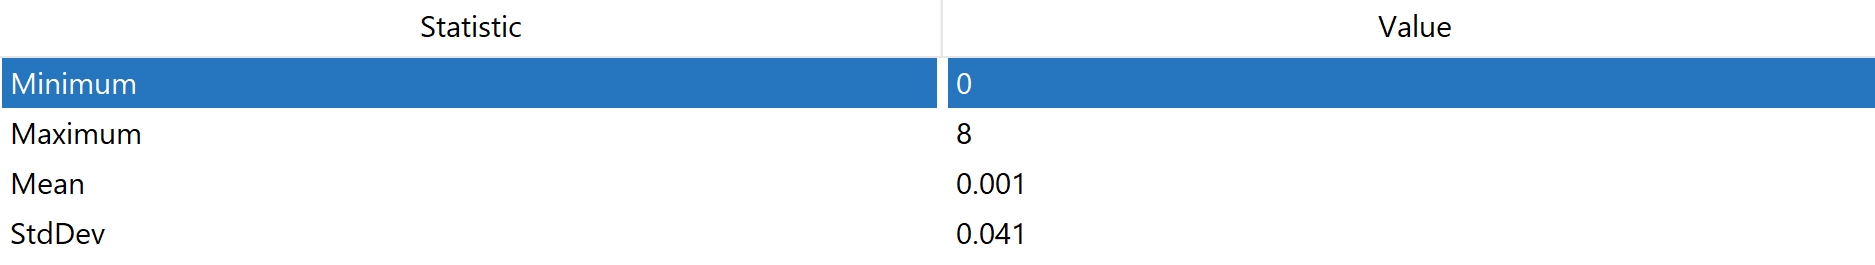 Statistic Value
Minimum 0
Maximum 8
Mean 0.001
StdDev 0.041